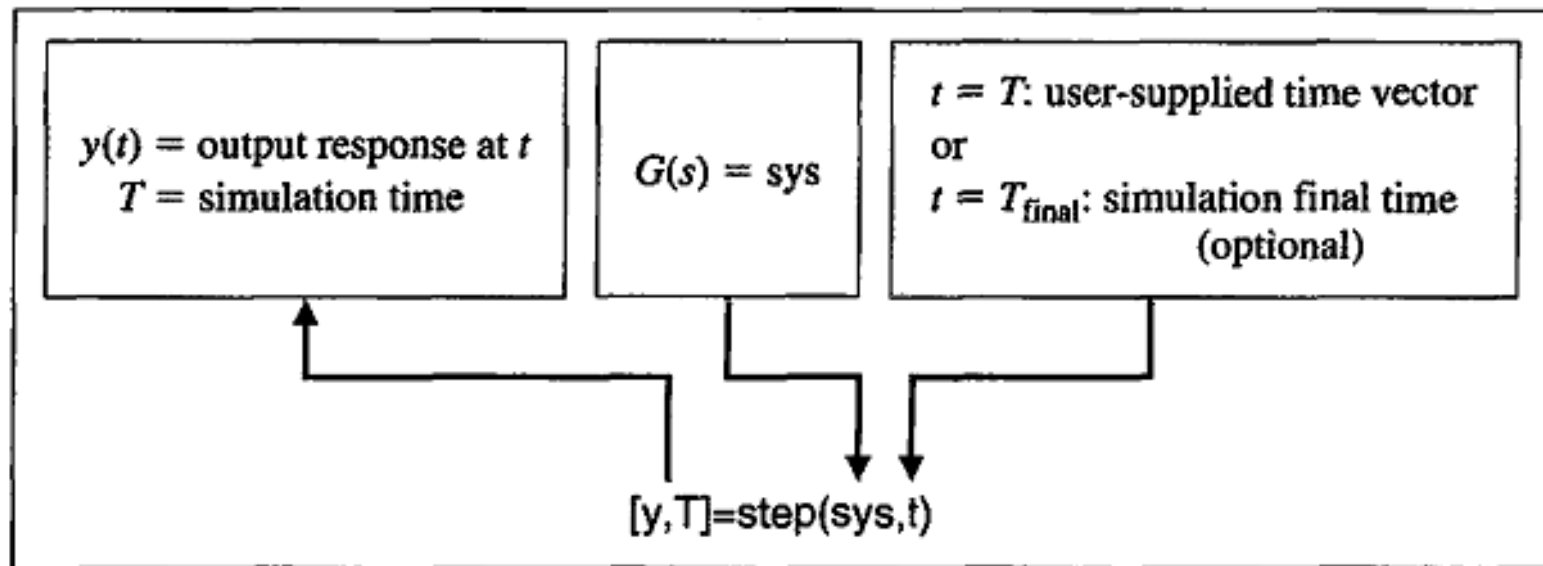 y(t) = output response at t
T = simulation time
G(s) = sys
t = T: user-supplied time vector
or
t = T_final: simulation final time
(optional)
[y,T]=step(sys,t)